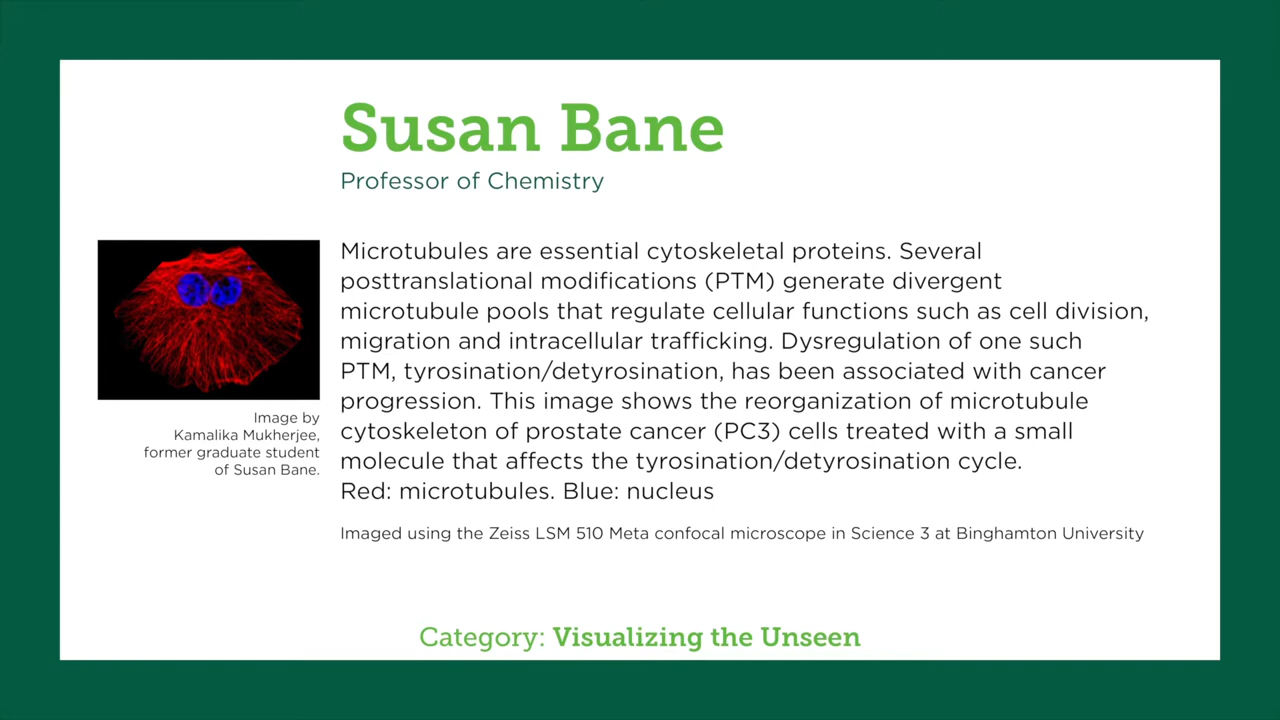 Susan Bane
Professor of Chemistry
Microtubules are essential cytoskeletal proteins. Several
posttranslational modifications (PTM) generate divergent
microtubule pools that regulate cellular functions such as cell division,
migration and intracellular trafficking. Dysregulation of one such
PTM, tyrosination/detyrosination, has been associated with cancer
progression. This image shows the reorganization of microtubule
cytoskeleton of prostate cancer (PC3) cells treated with a small
molecule that affects the tyrosination/detyrosination cycle.
Red: microtubules. Blue: nucleus
Image by
Kamalika Mukherjee,
former graduate student
of Susan Bane.
Imaged using the Zeiss LSM 510 Meta confocal microscope in Science 3 at Binghamton University
Category: Visualizing the Unseen